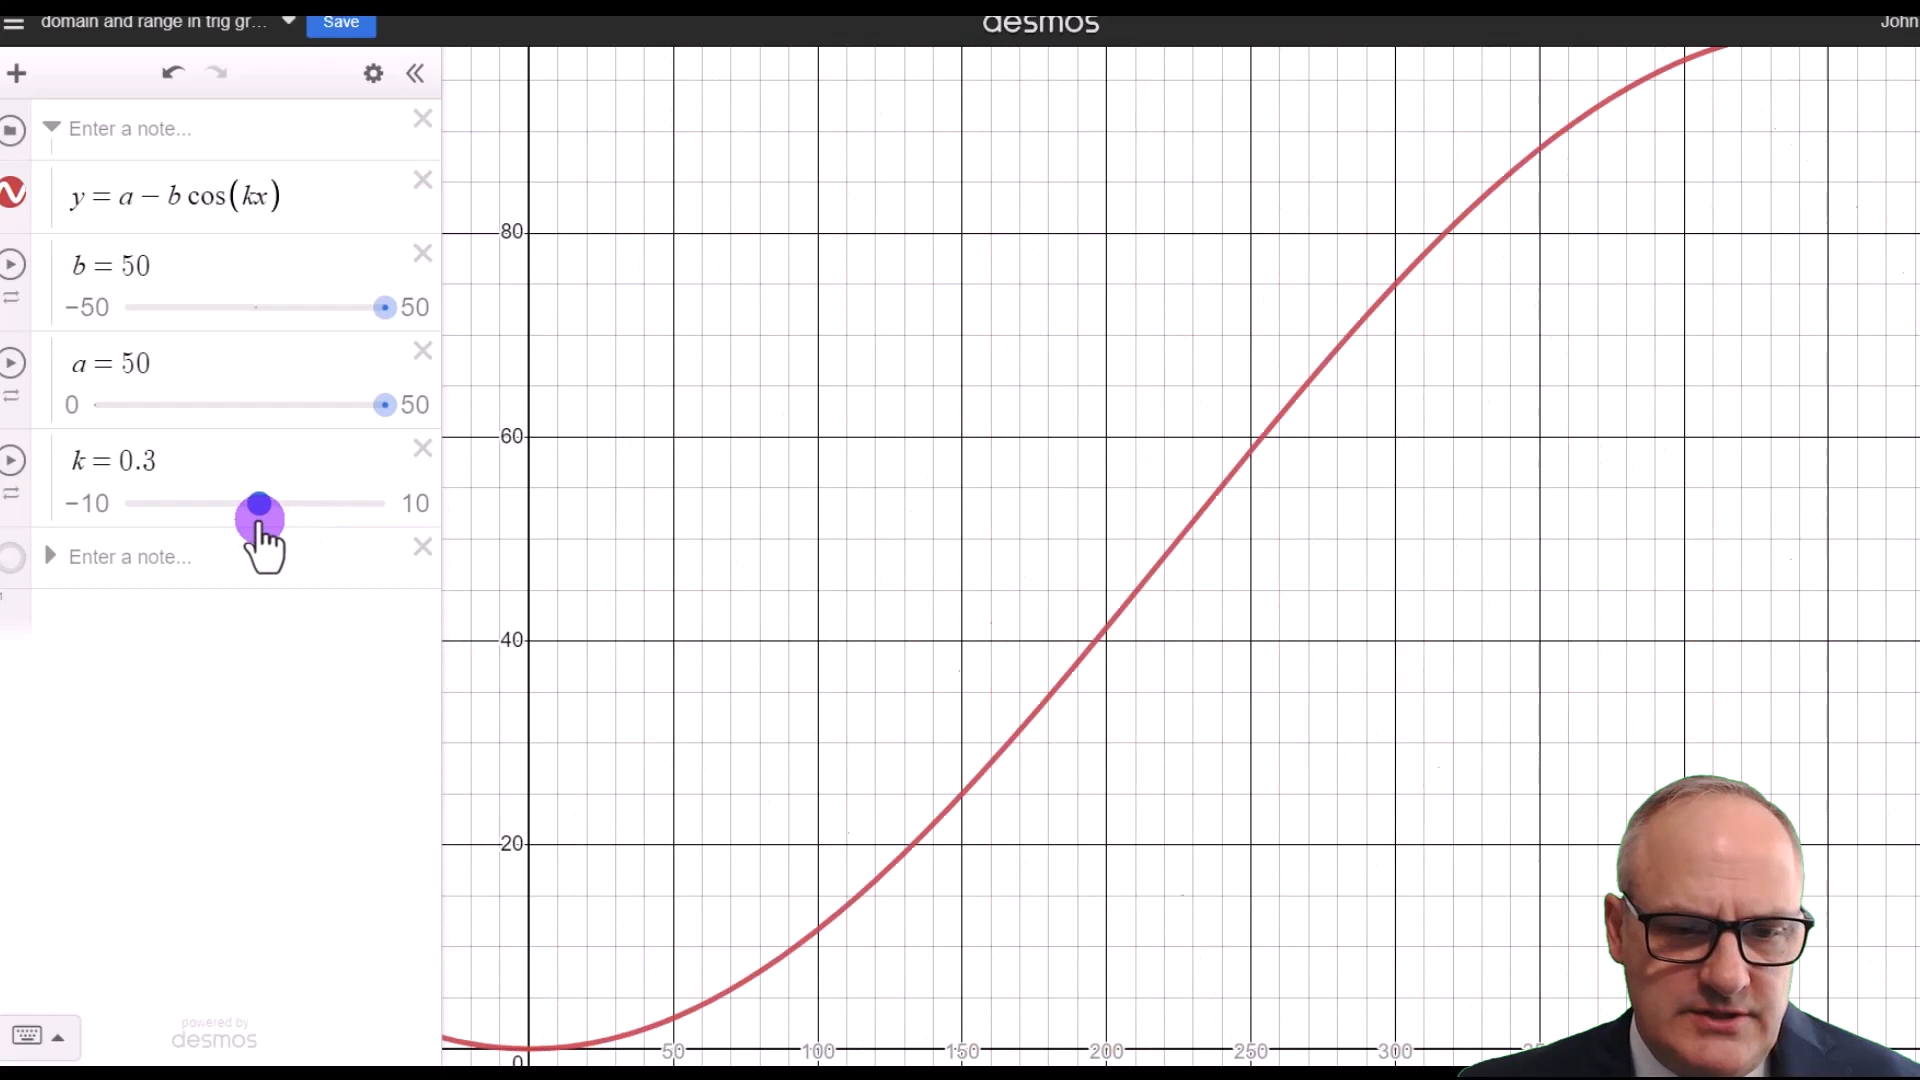 domain and range in trig gr...
Save
desmos
John
Enter a note...
y = a − b cos(kx)
b = 50
−50 50
a = 50
0 50
k = 0.3
−10 10
Enter a note...
powered by
desmos
80
60
40
20
0 50 100 150 200 250 300